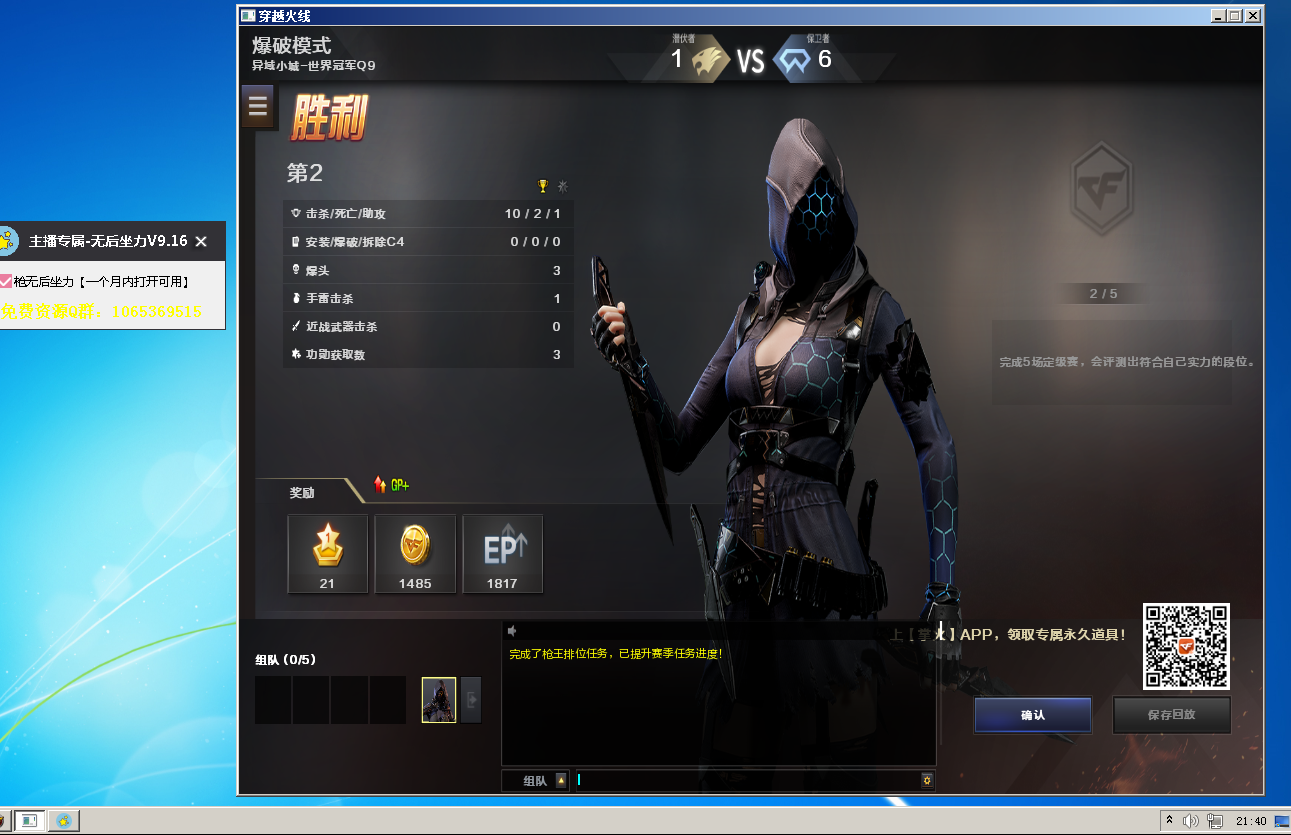 穿越火线
爆破模式
异域小城-世界冠军Q9
潜伏者
1
VS
保卫者
6
胜利
第2
击杀/死亡/助攻 10 / 2 / 1
安装/爆破/拆除C4 0 / 0 / 0
爆头 3
手雷击杀 1
近战武器击杀 0
功勋获取数 3
主播专属-无后坐力V9.16
枪无后坐力【一个月内打开可用】
免费资源Q群：1065369515
2 / 5
完成5场定级赛，会评测出符合自己实力的段位。
奖励
GP+
1
21
1485
EP
1817
上【掌火】APP，领取专属永久道具！
组队 (0/5)
完成了枪王排位任务，已提升赛季任务进度！
确认
保存回放
组队
21:40